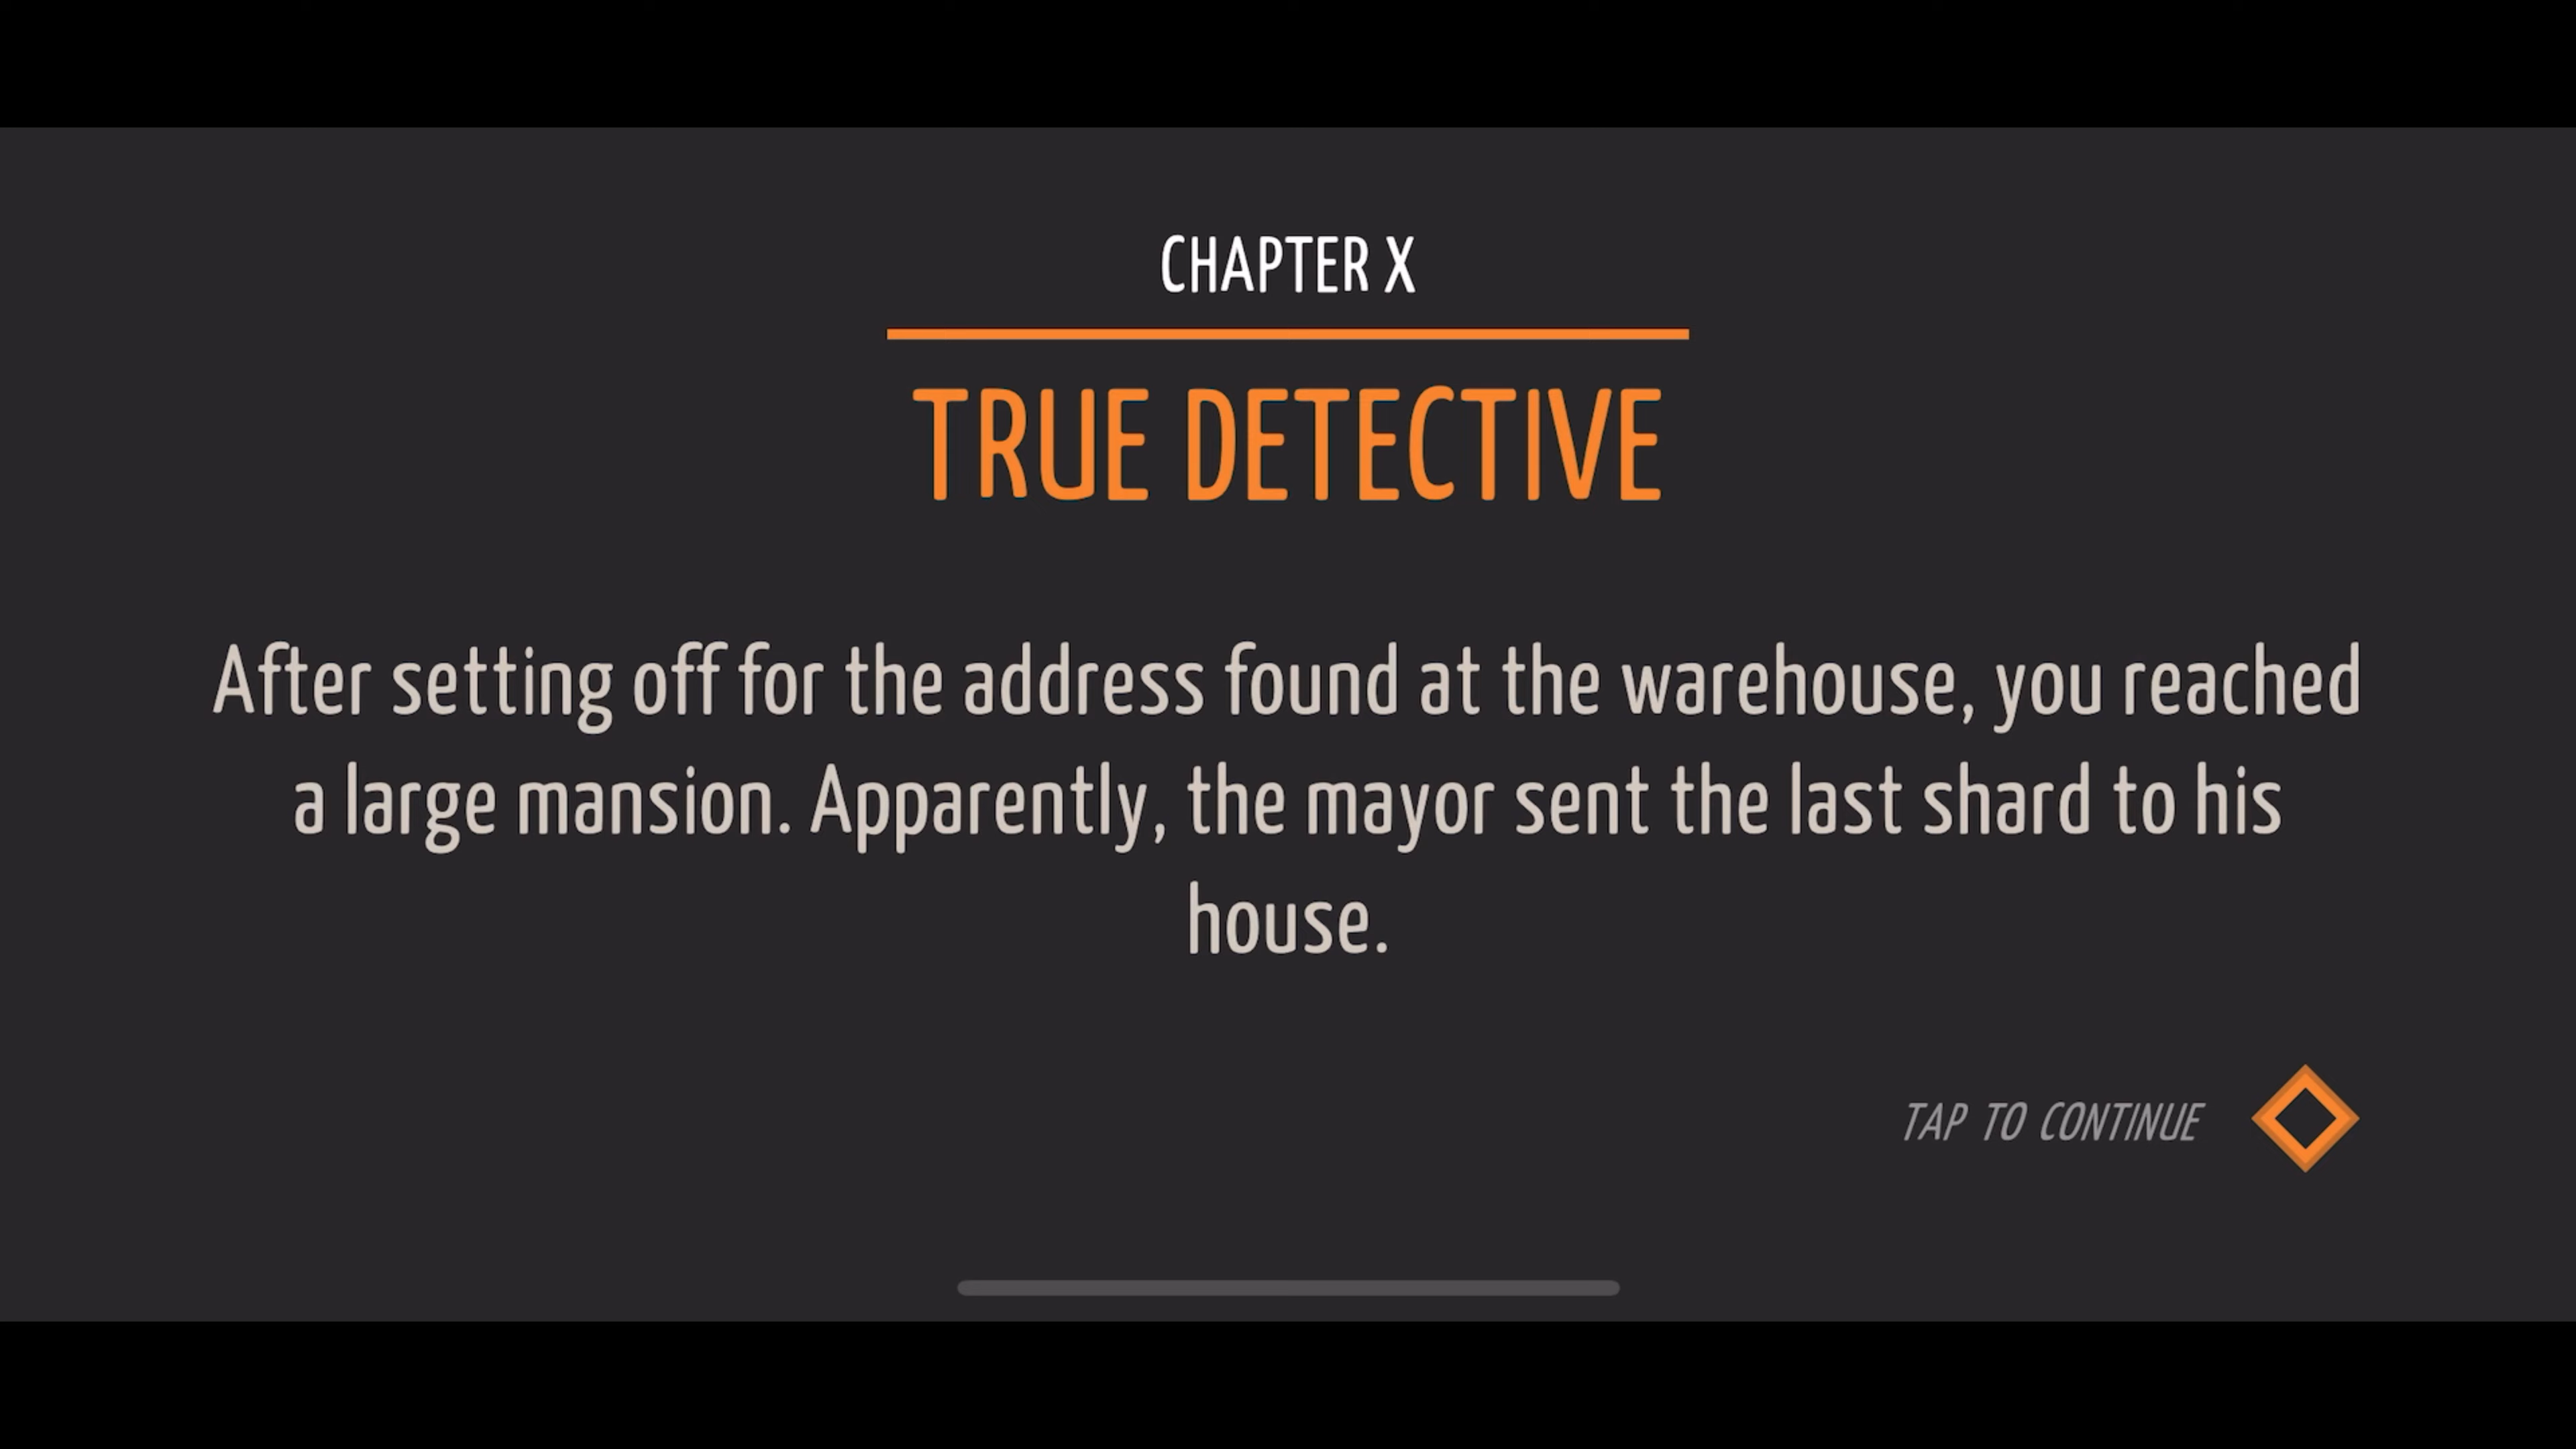 CHAPTER X
TRUE DETECTIVE
After setting off for the address found at the warehouse, you reached
a large mansion. Apparently, the mayor sent the last shard to his
house.
TAP TO CONTINUE